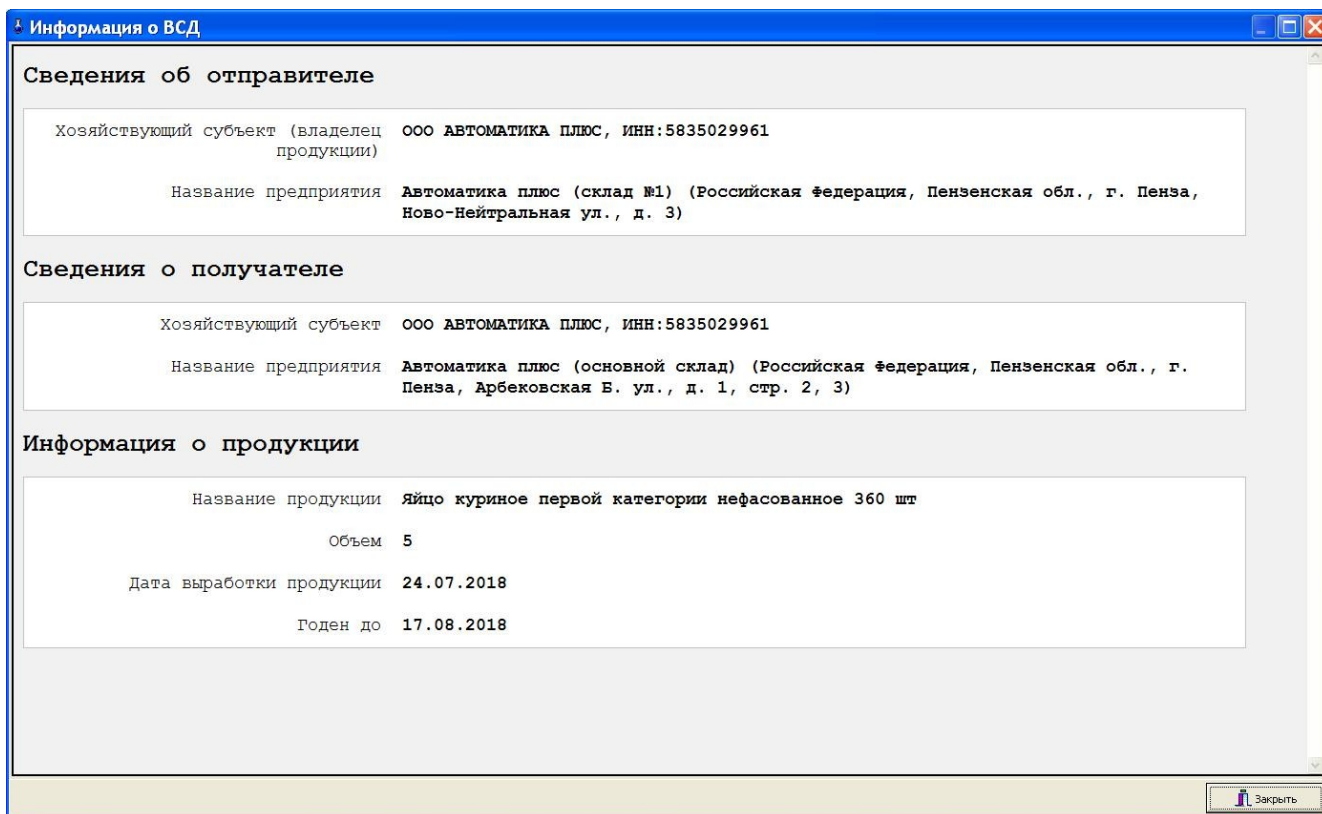 Информация о ВСД
Сведения об отправителе
Хозяйствующий субъект (владелец продукции) ООО АВТОМАТИКА ПЛЮС, ИНН:5835029961
Название предприятия Автоматика плюс (склад №1) (Российская Федерация, Пензенская обл., г. Пенза,
Ново-Нейтральная ул., д. 3)
Сведения о получателе
Хозяйствующий субъект ООО АВТОМАТИКА ПЛЮС, ИНН:5835029961
Название предприятия Автоматика плюс (основной склад) (Российская Федерация, Пензенская обл., г.
Пенза, Арбековская Б. ул., д. 1, стр. 2, 3)
Информация о продукции
Название продукции Яйцо куриное первой категории нефасованное 360 шт
Объем 5
Дата выработки продукции 24.07.2018
Годен до 17.08.2018
Закрыть